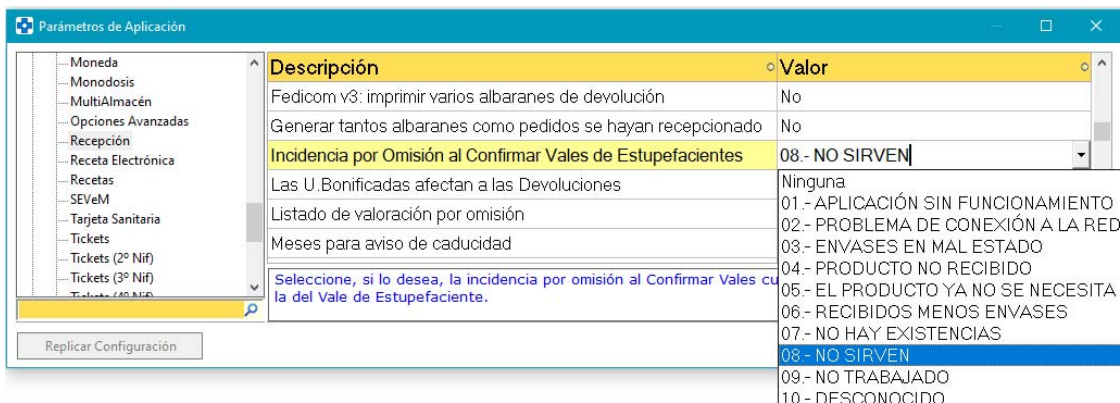 Parámetros de Aplicación
Moneda
Monodosis
MultiAlmacén
Opciones Avanzadas
Recepción
Receta Electrónica
Recetas
SEVeM
Tarjeta Sanitaria
Tickets
Tickets (2º Nif)
Tickets (3º Nif)
Tickets (4º Nif)
Replicar Configuración
Descripción Valor
Fedicom v3: imprimir varios albaranes de devolución No
Generar tantos albaranes como pedidos se hayan recepcionado No
Incidencia por Omisión al Confirmar Vales de Estupefacientes 08.- NO SIRVEN
Las U.Bonificadas afectan a las Devoluciones
Listado de valoración por omisión
Meses para aviso de caducidad
Seleccione, si lo desea, la incidencia por omisión al Confirmar Vales cu
la del Vale de Estupefaciente.
Ninguna
01.- APLICACIÓN SIN FUNCIONAMIENTO
02.- PROBLEMA DE CONEXIÓN A LA RED
03.- ENVASES EN MAL ESTADO
04.- PRODUCTO NO RECIBIDO
05.- EL PRODUCTO YA NO SE NECESITA
06.- RECIBIDOS MENOS ENVASES
07.- NO HAY EXISTENCIAS
08.- NO SIRVEN
09.- NO TRABAJADO
10.- DESCONOCIDO